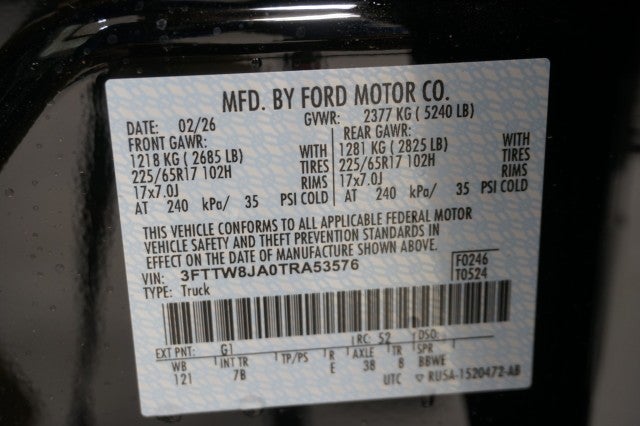 MFD. BY FORD MOTOR CO.
DATE: 02/26 GVWR: 2377 KG ( 5240 LB)
FRONT GAWR: REAR GAWR:
1218 KG ( 2685 LB) WITH 1281 KG ( 2825 LB) WITH
225/65R17 102H TIRES 225/65R17 102H TIRES
17x7.0J RIMS 17x7.0J RIMS
AT 240 kPa/ 35 PSI COLD AT 240 kPa/ 35 PSI COLD
THIS VEHICLE CONFORMS TO ALL APPLICABLE FEDERAL MOTOR
VEHICLE SAFETY AND THEFT PREVENTION STANDARDS IN
EFFECT ON THE DATE OF MANUFACTURE SHOWN ABOVE.
VIN: 3FTTW8JA0TRA53576 F0246
TYPE: Truck T0524
EXT PNT: G1 RC: 52 DSO:
WB INT TR TP/PS R AXLE TR SPR
121 7B E 38 8 BBWE
UTC ▽ RU5A-1520472-AB